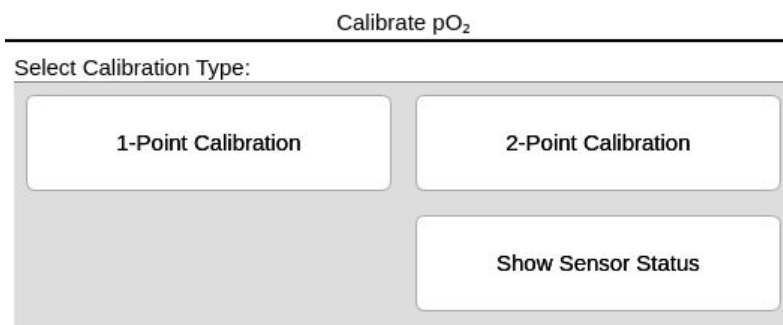 Calibrate pO₂
Select Calibration Type:
1-Point Calibration
2-Point Calibration
Show Sensor Status